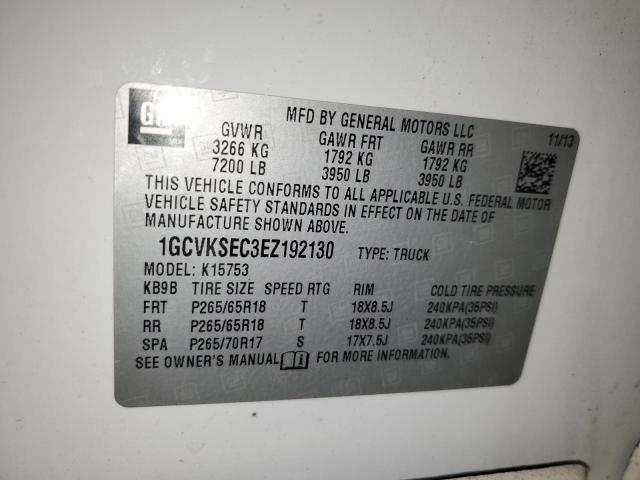 GM
MFD BY GENERAL MOTORS LLC
11/13
GVWR GAWR FRT GAWR RR
3266 KG 1792 KG 1792 KG
7200 LB 3950 LB 3950 LB
THIS VEHICLE CONFORMS TO ALL APPLICABLE U.S. FEDERAL MOTOR
VEHICLE SAFETY STANDARDS IN EFFECT ON THE DATE OF
MANUFACTURE SHOWN ABOVE.
1GCVKSEC3EZ192130 TYPE: TRUCK
MODEL: K15753
KB9B TIRE SIZE SPEED RTG RIM COLD TIRE PRESSURE
FRT P265/65R18 T 18X8.5J 240KPA(35PSI)
RR P265/65R18 T 18X8.5J 240KPA(35PSI)
SPA P265/70R17 S 17X7.5J 240KPA(35PSI)
SEE OWNER'S MANUAL FOR MORE INFORMATION.